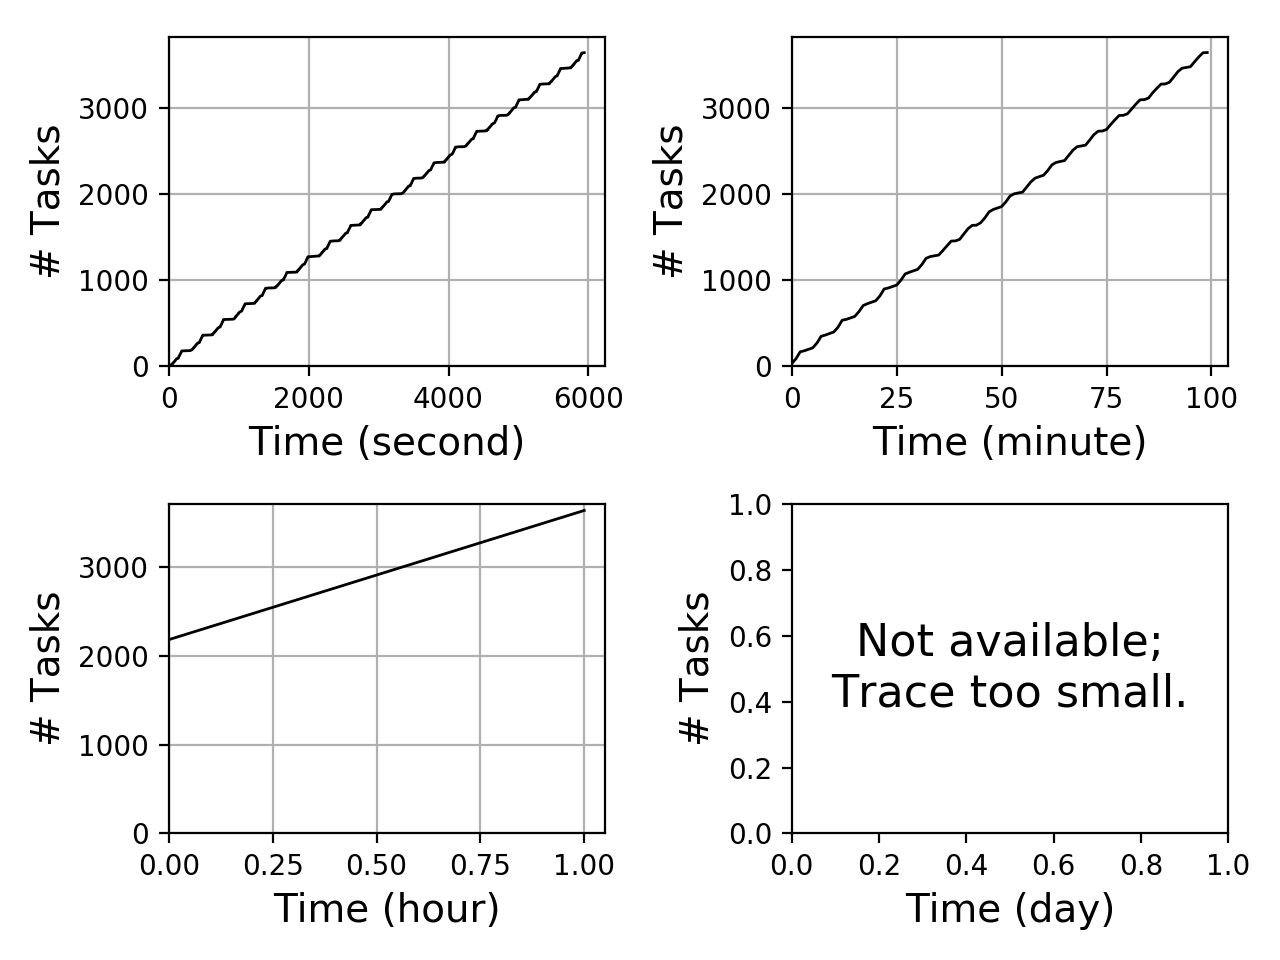 # Tasks
3000
2000
1000
0
0 2000 4000 6000
Time (second)
# Tasks
3000
2000
1000
0
0 25 50 75 100
Time (minute)
# Tasks
3000
2000
1000
0
0.00 0.25 0.50 0.75 1.00
Time (hour)
# Tasks
1.0
0.8
0.6
0.4
0.2
0.0
Not available;
Trace too small.
0.0 0.2 0.4 0.6 0.8 1.0
Time (day)